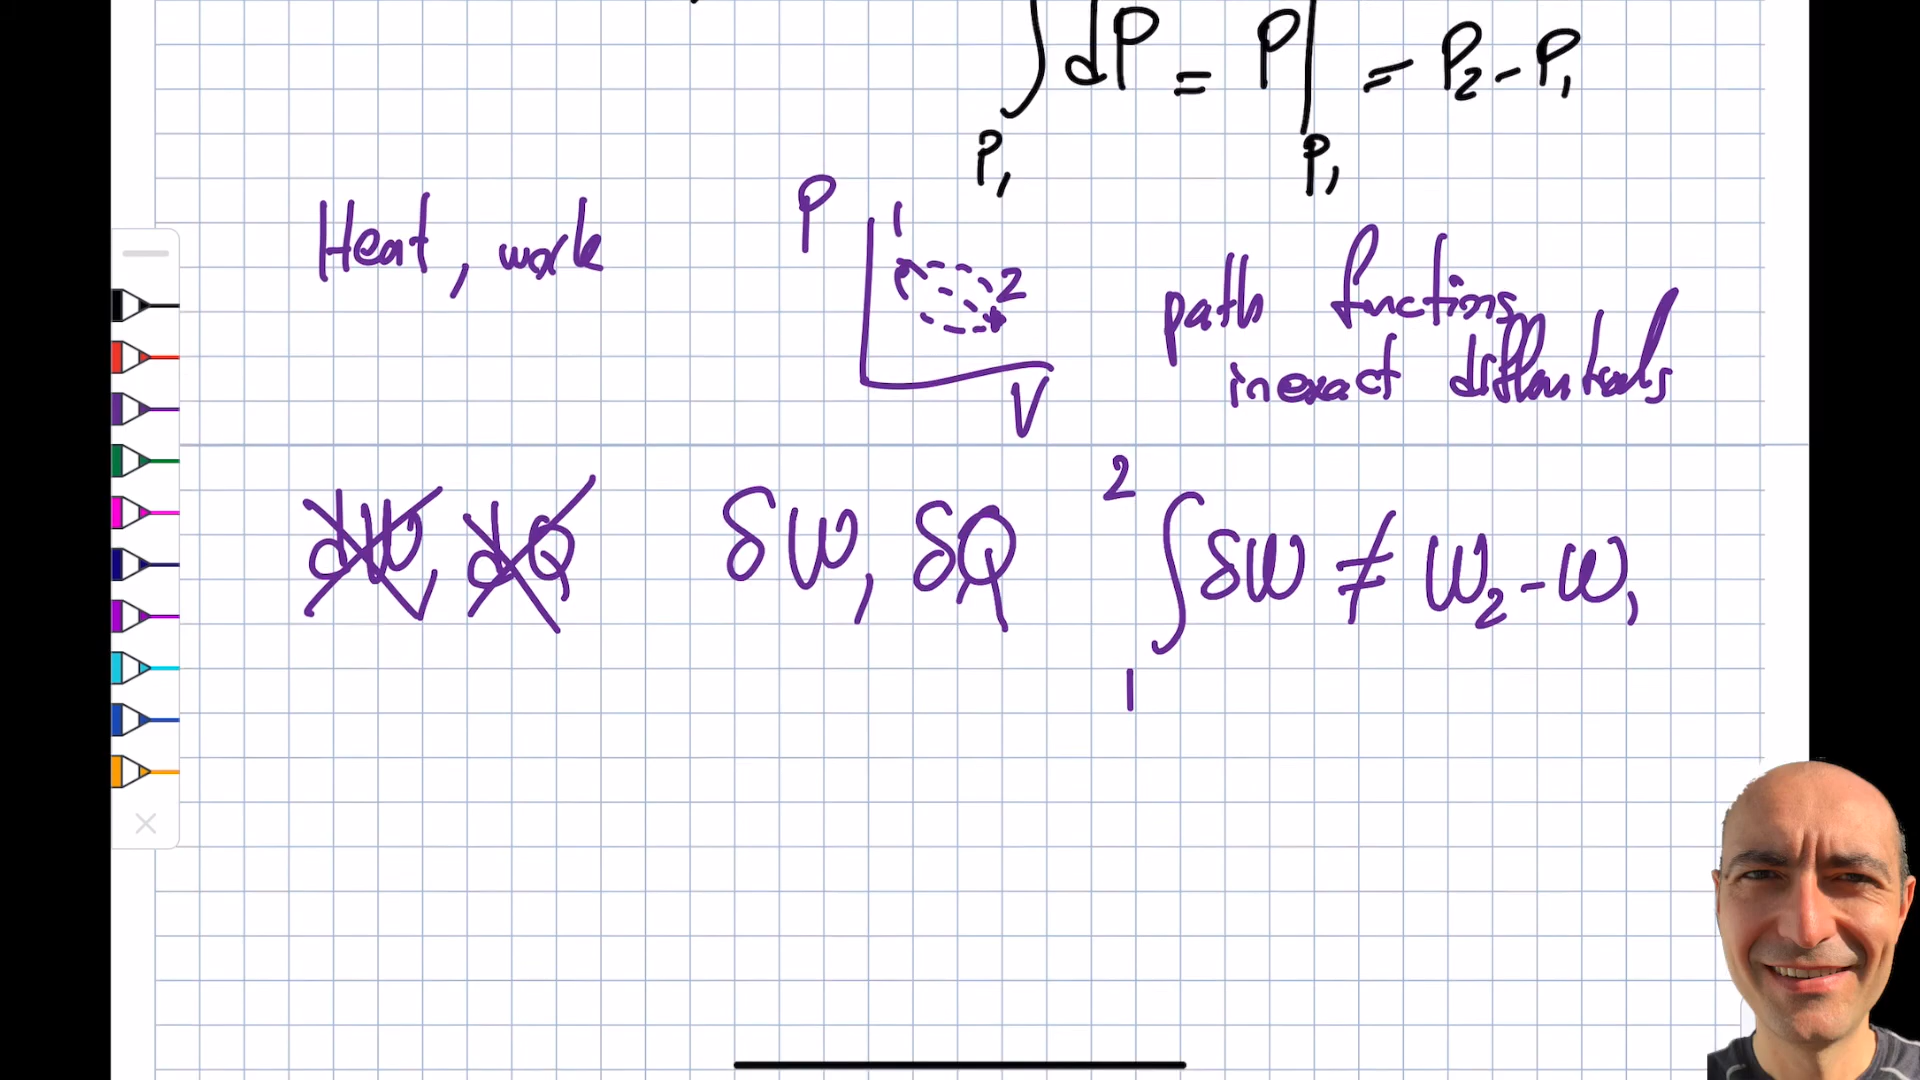 ∫ dP = P| = P₂ - P₁
P₁ P₁
Heat, work
P 1 2 V
path functions
inexact differentials
dW, dQ δW, δQ ₁∫² δW ≠ W₂ - W₁